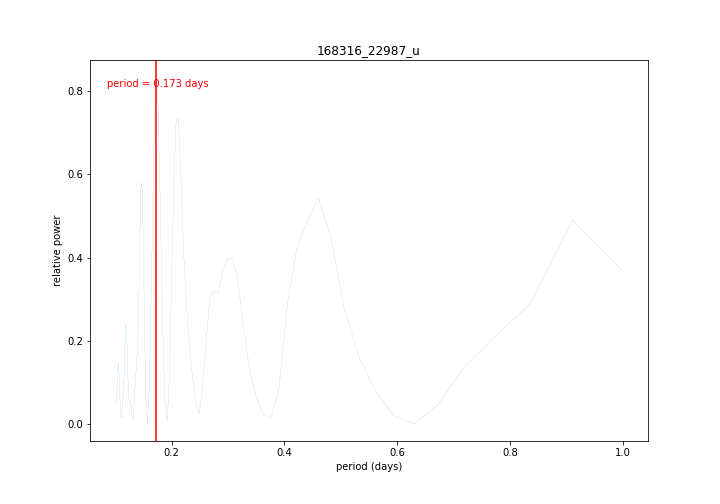 168316_22987_u
period = 0.173 days
relative power
0.8
0.6
0.4
0.2
0.0
0.2 0.4 0.6 0.8 1.0
period (days)